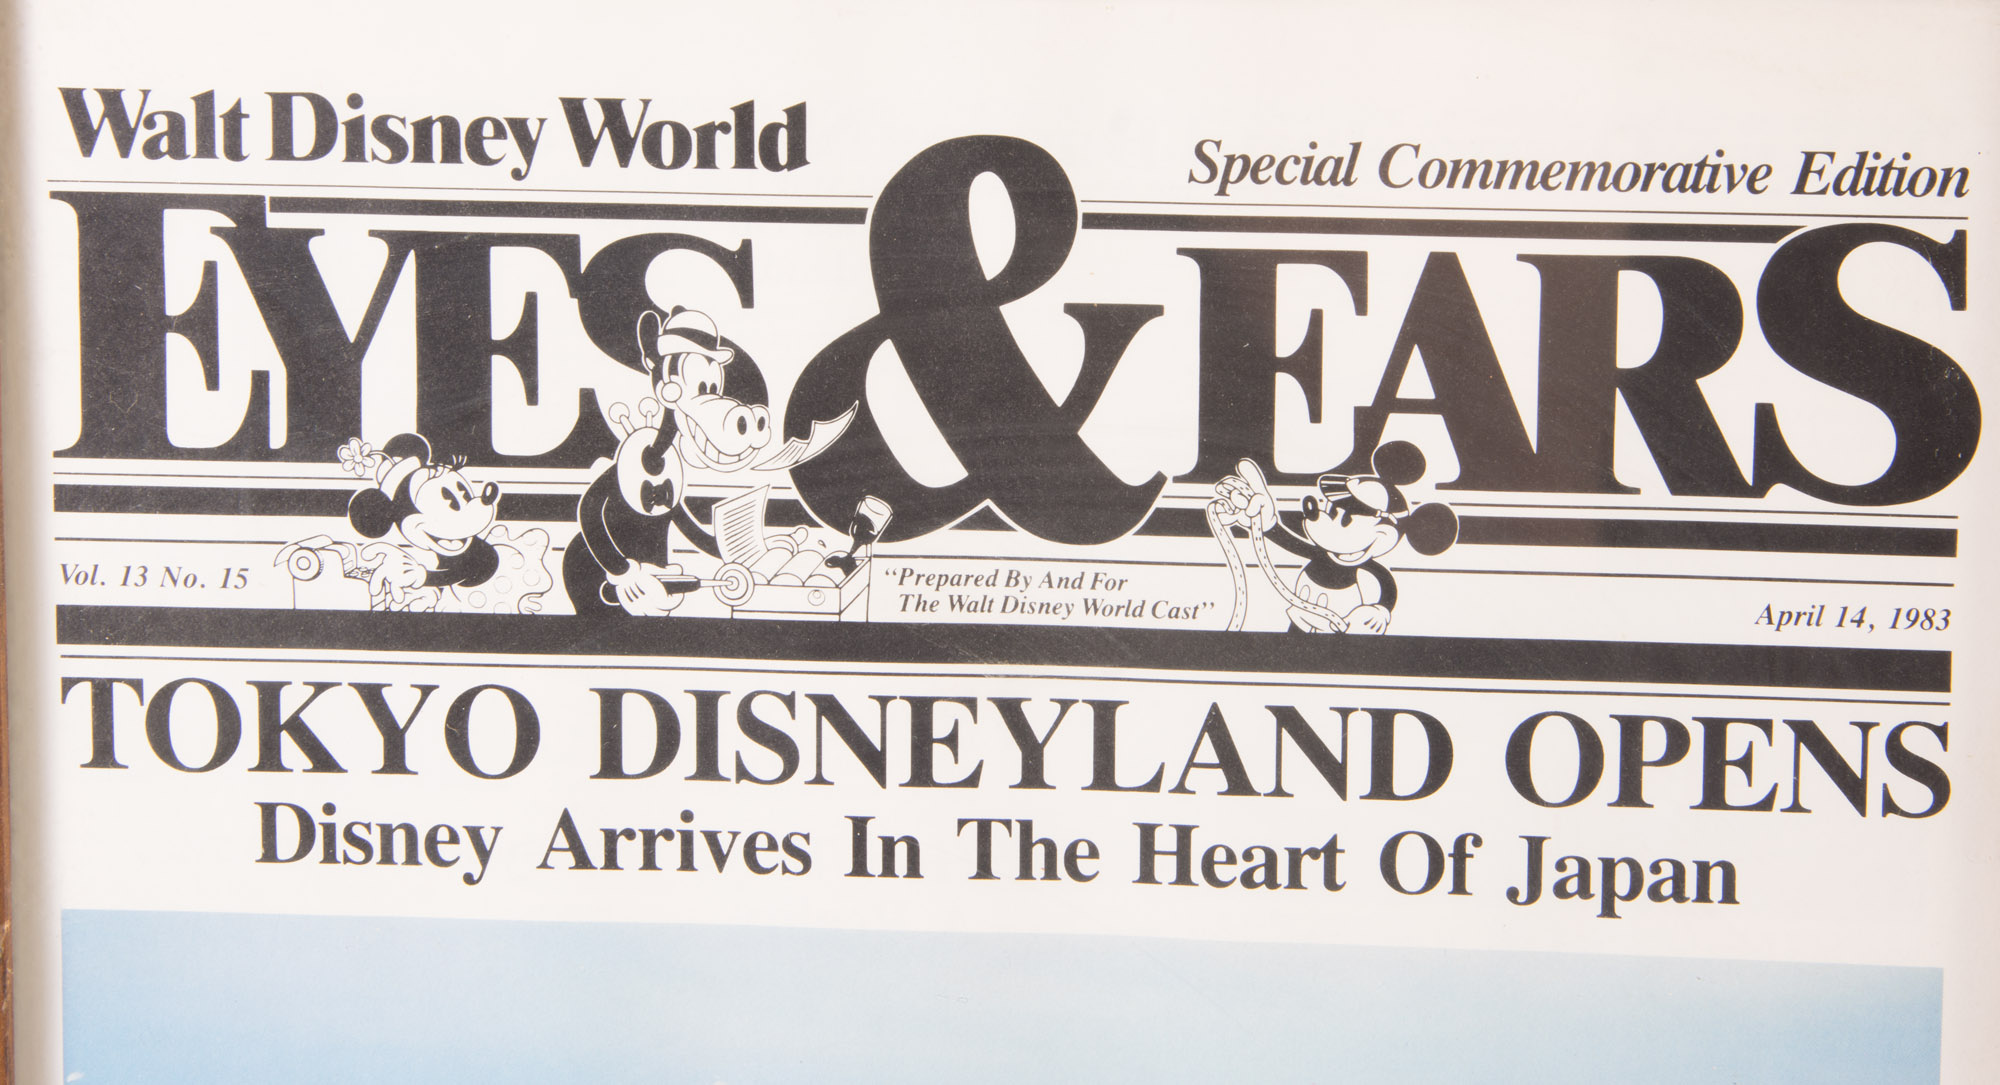 Walt Disney World
Special Commemorative Edition
EYES & EARS
Vol. 13 No. 15
“Prepared By And For
The Walt Disney World Cast”
April 14, 1983
TOKYO DISNEYLAND OPENS
Disney Arrives In The Heart Of Japan